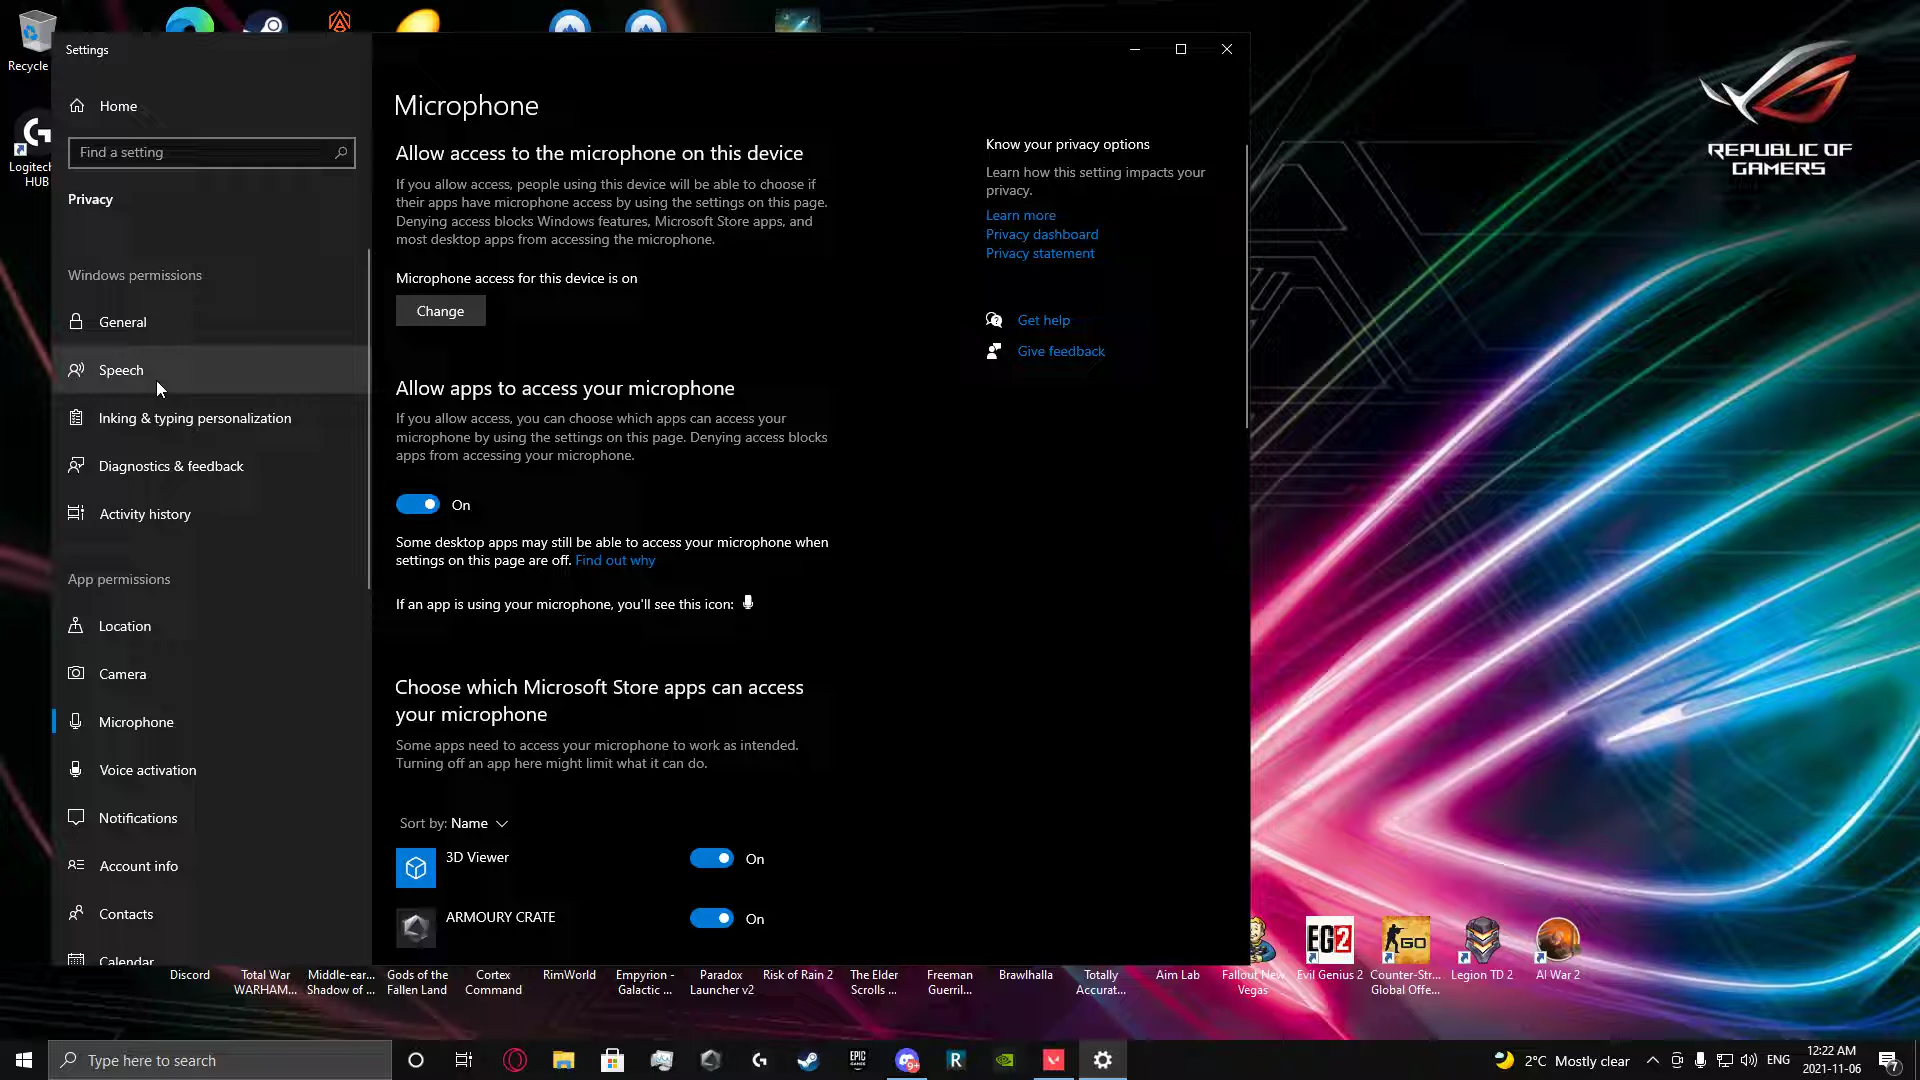 Recycle
Logitech
HUB
Settings
Home
Find a setting
Privacy
Windows permissions
General
Speech
Inking & typing personalization
Diagnostics & feedback
Activity history
App permissions
Location
Camera
Microphone
Voice activation
Notifications
Account info
Contacts
Calendar
Microphone
Allow access to the microphone on this device
If you allow access, people using this device will be able to choose if
their apps have microphone access by using the settings on this page.
Denying access blocks Windows features, Microsoft Store apps, and
most desktop apps from accessing the microphone.
Microphone access for this device is on
Change
Allow apps to access your microphone
If you allow access, you can choose which apps can access your
microphone by using the settings on this page. Denying access blocks
apps from accessing your microphone.
On
Some desktop apps may still be able to access your microphone when
settings on this page are off. Find out why
If an app is using your microphone, you'll see this icon:
Choose which Microsoft Store apps can access
your microphone
Some apps need to access your microphone to work as intended.
Turning off an app here might limit what it can do.
Sort by: Name
3D Viewer
On
ARMOURY CRATE
On
Know your privacy options
Learn how this setting impacts your
privacy.
Learn more
Privacy dashboard
Privacy statement
Get help
Give feedback
REPUBLIC OF
GAMERS
EG2
GO
Discord
Total War
WARHAM...
Middle-ear...
Shadow of ...
Gods of the
Fallen Land
Cortex
Command
RimWorld
Empyrion -
Galactic ...
Paradox
Launcher v2
Risk of Rain 2
The Elder
Scrolls ...
Freeman
Guerril...
Brawlhalla
Totally
Accurat...
Aim Lab
Fallout New
Vegas
Evil Genius 2
Counter-Str...
Global Offe...
Legion TD 2
AI War 2
Type here to search
EPIC
GAMES
9+
R
2°C Mostly clear
ENG
12:22 AM
2021-11-06
7